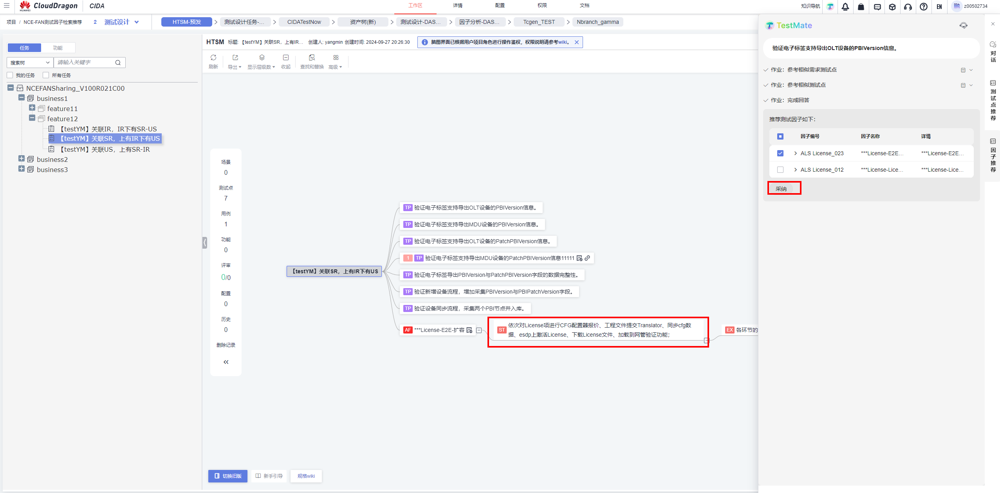 HUAWEI CloudDragon CIDA 工作区 详情 配置 权限 文档 知识导航 EN 鹏 z00502734
项目 / NCE-FAN测试因子检索推荐 2 测试设计 HTSM-预发 > 测试设计任务-... > CIDATestNow > 资产树(新) > 测试设计-DAS... > 因子分析-DAS... > Tcgen_TEST > Nbranch_gamma
任务 功能
搜索树 请输入关键字
我的任务 所有任务
NCEFANSharing_V100R021C00
business1
feature11
feature12
【testYM】关联IR，IR下有SR-US
【testYM】关联SR，上有IR下有US
【testYM】关联US，上有SR-IR
business2
business3
HTSM 标题:【testYM】关联SR，上有IR... 创建人: yangmin 创建时间: 2024-09-27 20:26:30
脑图界面已根据用户项目角色进行操作鉴权，权限说明请参考wiki。
刷新 导出 显示层级数 收起 查找和替换 高级
场景
0
测试点
7
用例
1
功能
0
评审
0/0
配置
0
历史
0
删除记录
【testYM】关联SR，上有IR下有US
TP 验证电子标签支持导出OLT设备的PBIVersion信息。
TP 验证电子标签支持导出MDU设备的PBIVersion信息。
TP 验证电子标签支持导出OLT设备的PatchPBIVersion信息。
1 TP 验证电子标签支持导出MDU设备的PatchPBIVersion信息11111
TP 验证电子标签导出PBIVersion与PatchPBIVersion字段的数据完整性。
TP 验证新增设备流程，增加采集PBIVersion与PBIPatchVersion字段。
TP 验证设备同步流程，采集两个PBI节点并入库。
AF ***License-E2E-扩容
ST 依次对License项进行CFG配置器报价、工程文件提交Translator、同步cfg数
据、esdp上激活License、下载License文件、加载到网管验证功能；
EX 各环节的
切换旧版 新手引导 规格wiki
TestMate
验证电子标签支持导出OLT设备的PBIVersion信息。
作业：参考相似需求测试点
作业：参考相似测试点
作业：完成回答
推荐测试因子如下：
因子编号 因子名称 详情
ALS License_023 ***License-E2E... ***License-E2E...
ALS License_012 ***License-Lice... ***License-Lice...
采纳
对话
测试点推荐
因子推荐